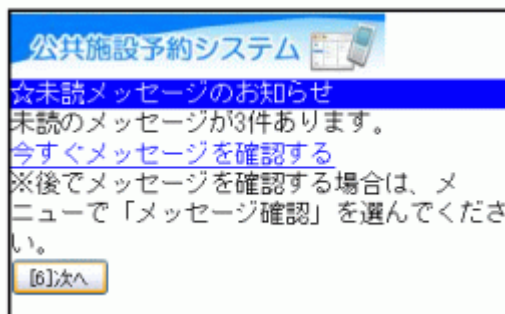 公共施設予約システム
☆未読メッセージのお知らせ
未読のメッセージが3件あります。
今すぐメッセージを確認する
※後でメッセージを確認する場合は、メ
ニューで「メッセージ確認」を選んでくださ
い。
[6]次へ